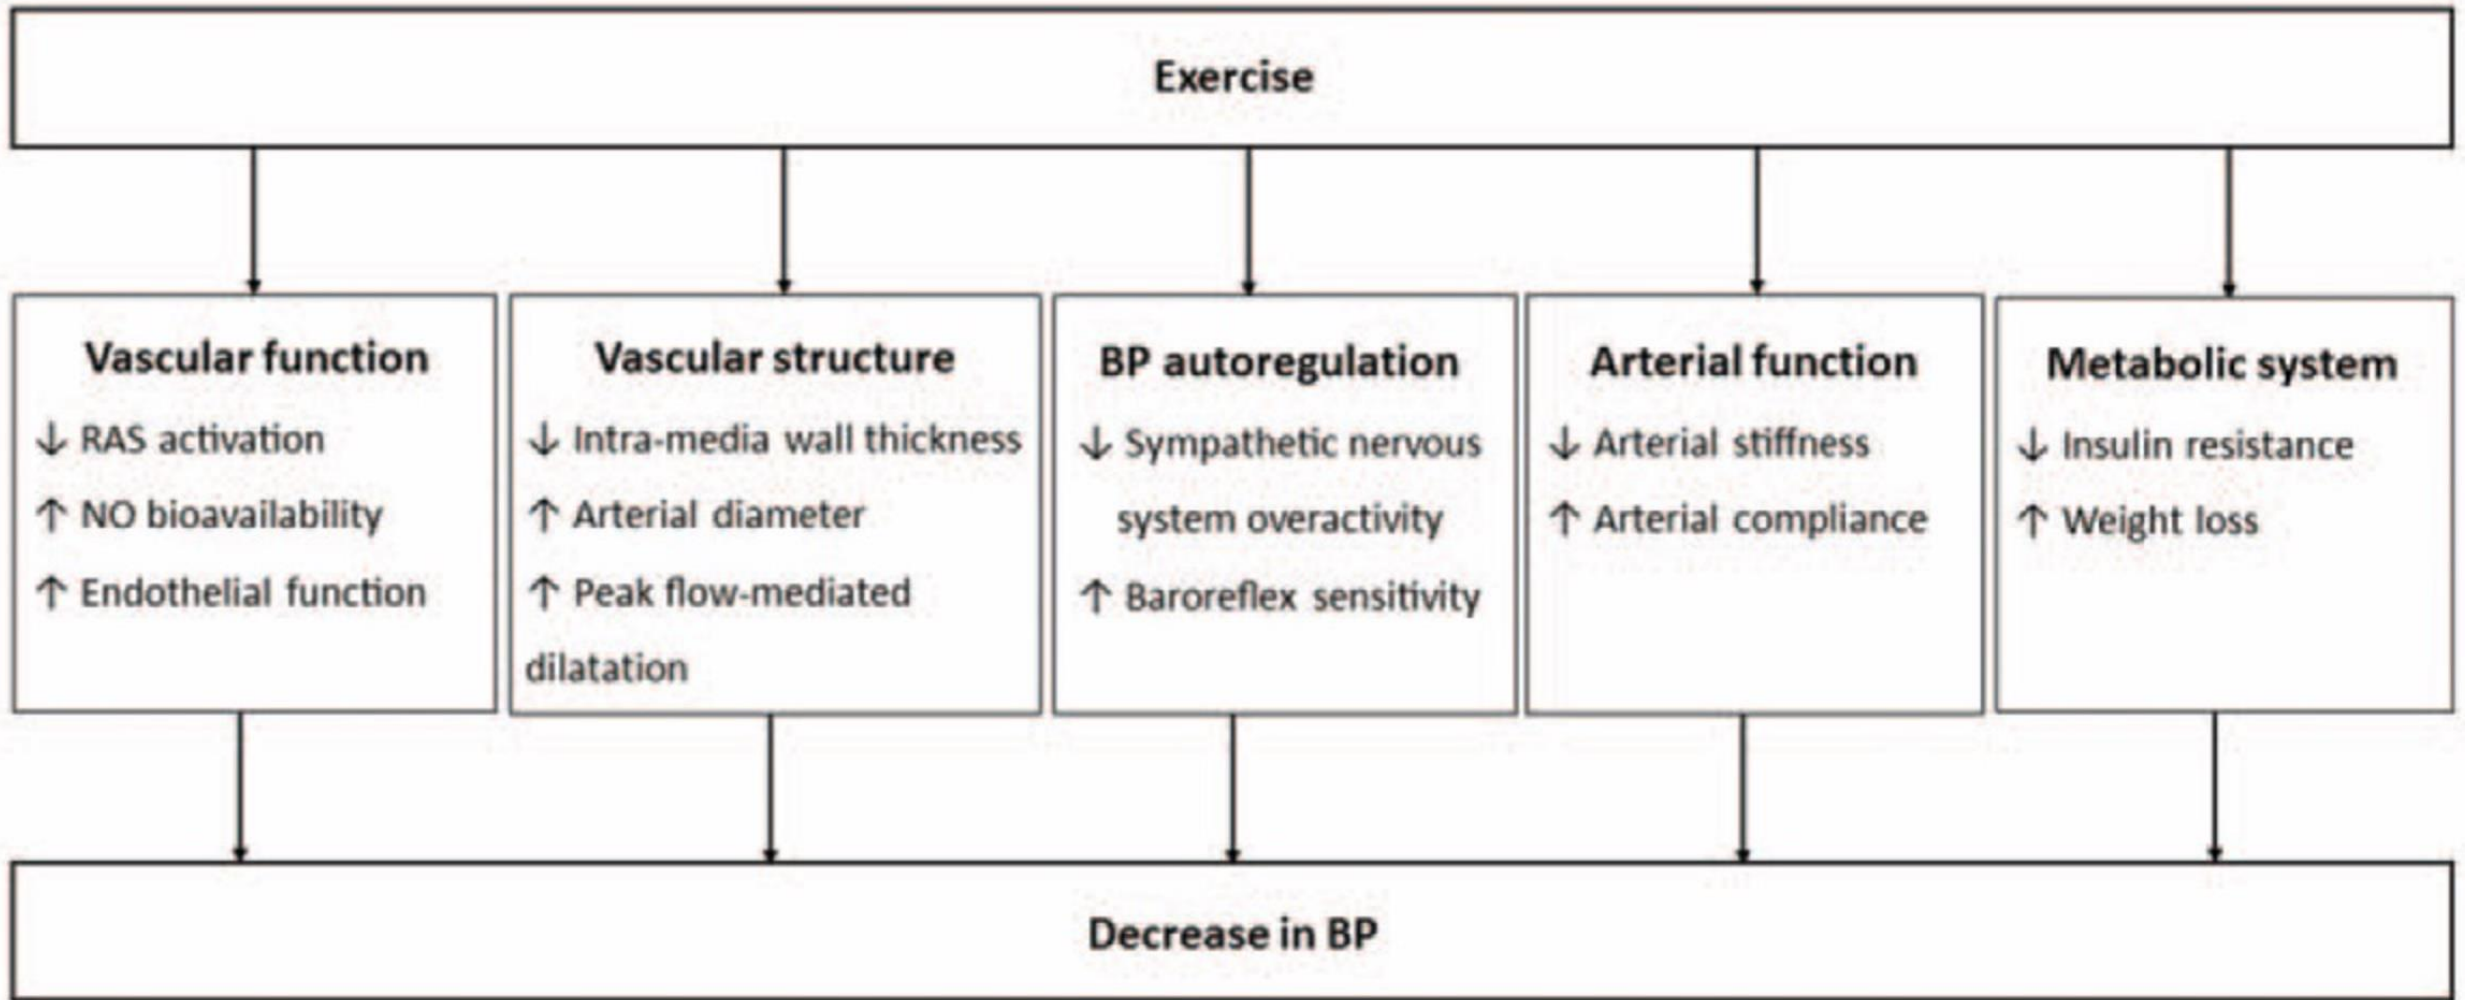 Exercise
Vascular function
↓ RAS activation
↑ NO bioavailability
↑ Endothelial function
Vascular structure
↓ Intra-media wall thickness
↑ Arterial diameter
↑ Peak flow-mediated
dilatation
BP autoregulation
↓ Sympathetic nervous
system overactivity
↑ Baroreflex sensitivity
Arterial function
↓ Arterial stiffness
↑ Arterial compliance
Metabolic system
↓ Insulin resistance
↑ Weight loss
Decrease in BP